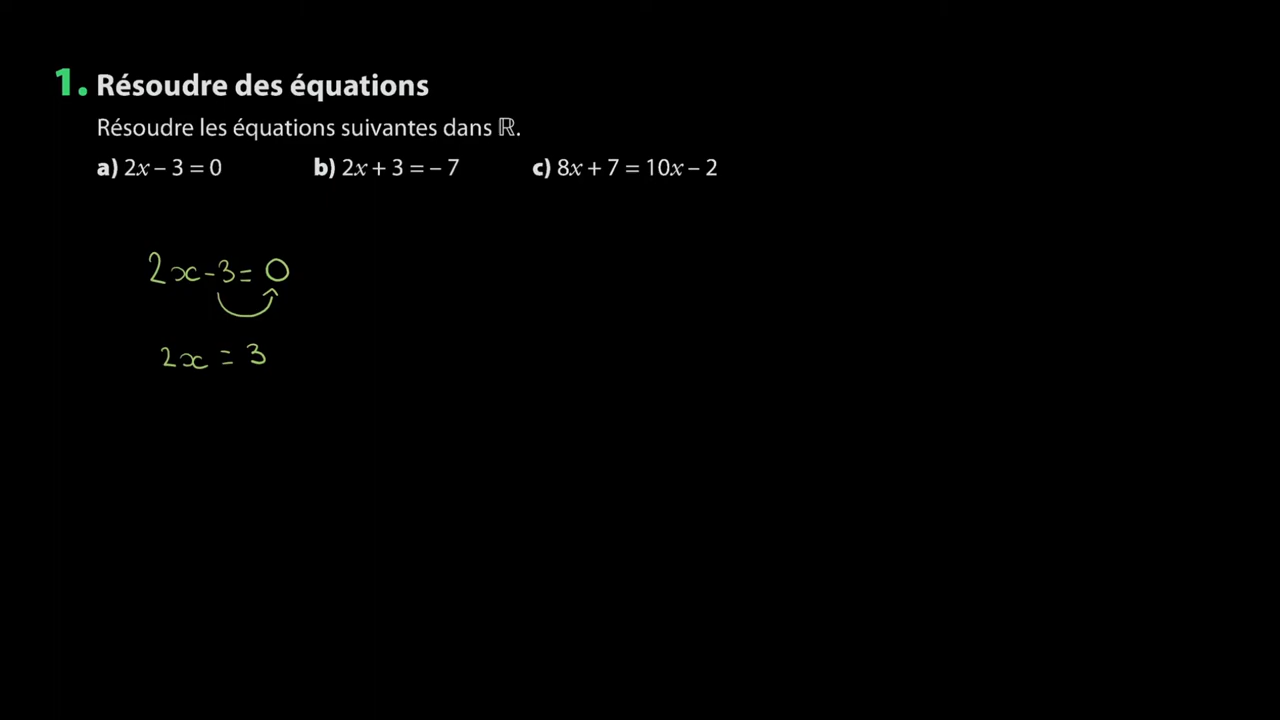 1. Résoudre des équations
Résoudre les équations suivantes dans ℝ.
a) 2x – 3 = 0 b) 2x + 3 = – 7 c) 8x + 7 = 10x – 2
2x - 3 = 0
2x = 3